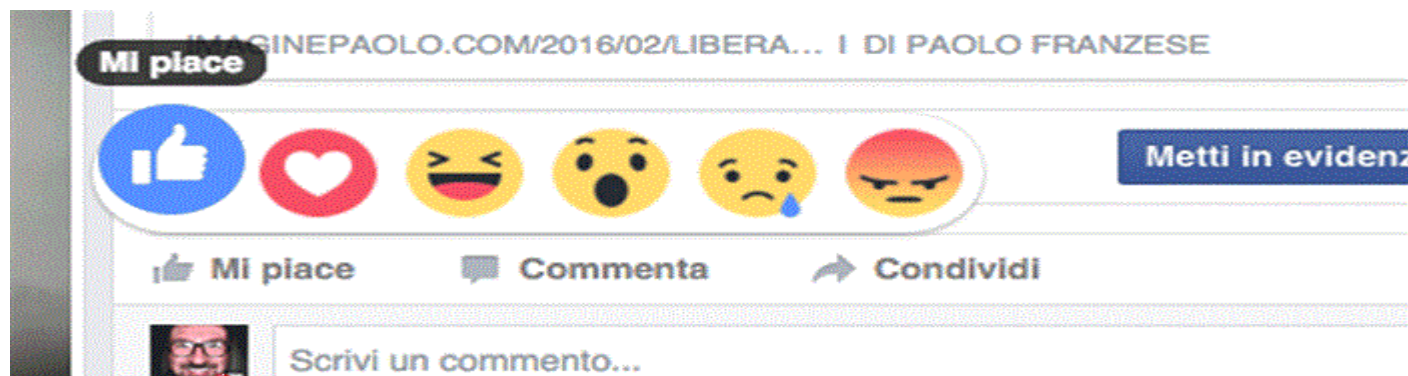 IMAGINEPAOLO.COM/2016/02/LIBERA... | DI PAOLO FRANZESE
Mi piace
Metti in evidenz
Mi piace Commenta Condividi
Scrivi un commento...